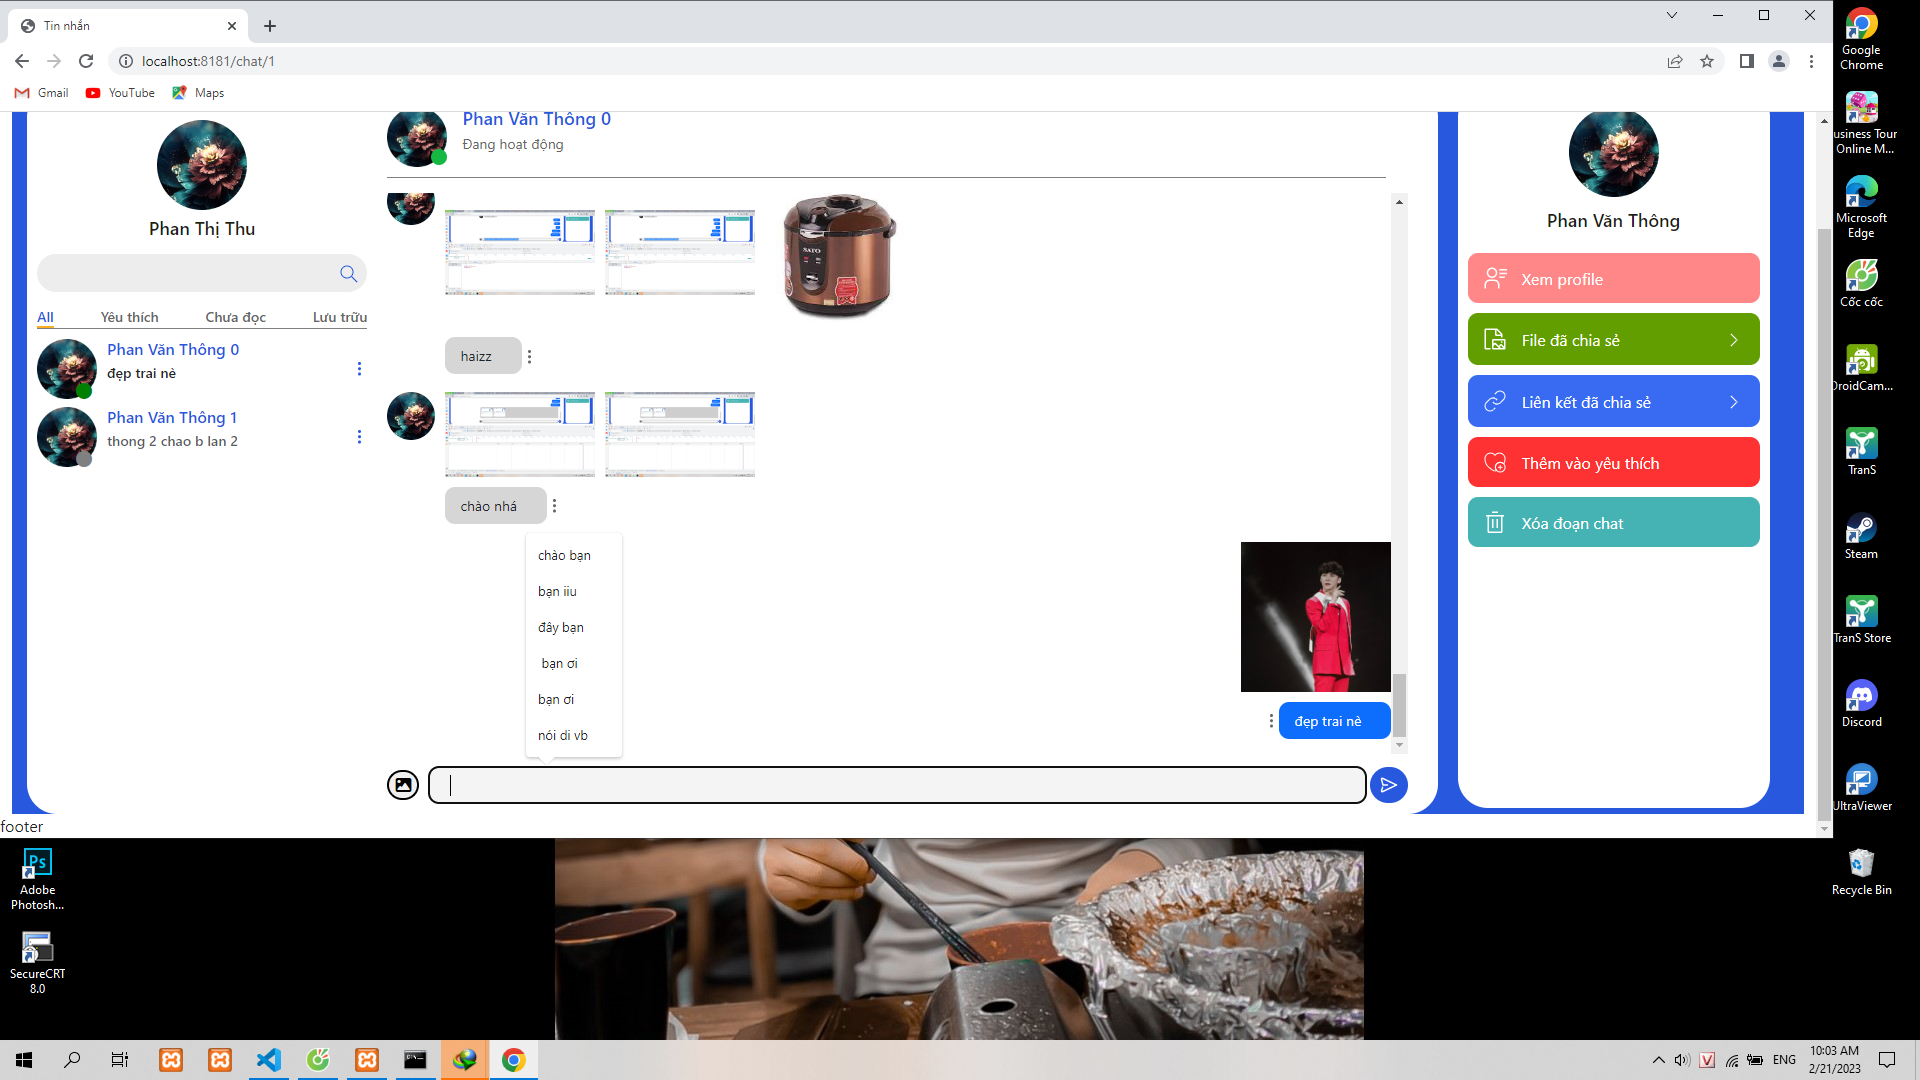 Tin nhắn
localhost:8181/chat/1
Gmail
YouTube
Maps
Phan Thị Thu
All
Yêu thích
Chưa đọc
Lưu trữu
Phan Văn Thông 0
đẹp trai nè
Phan Văn Thông 1
thong 2 chao b lan 2
Phan Văn Thông 0
Đang hoạt động
SATO
haizz
chào nhá
chào bạn
bạn iiu
đây bạn
bạn ơi
bạn ơi
nói di vb
đẹp trai nè
Phan Văn Thông
Xem profile
File đã chia sẻ
Liên kết đã chia sẻ
Thêm vào yêu thích
Xóa đoạn chat
footer
Google
Chrome
usiness Tour
Online M...
Microsoft
Edge
Cốc cốc
DroidCam...
TranS
Steam
TranS Store
Discord
UltraViewer
Recycle Bin
Ps
Adobe
Photosh...
SecureCRT
8.0
ENG
10:03 AM
2/21/2023